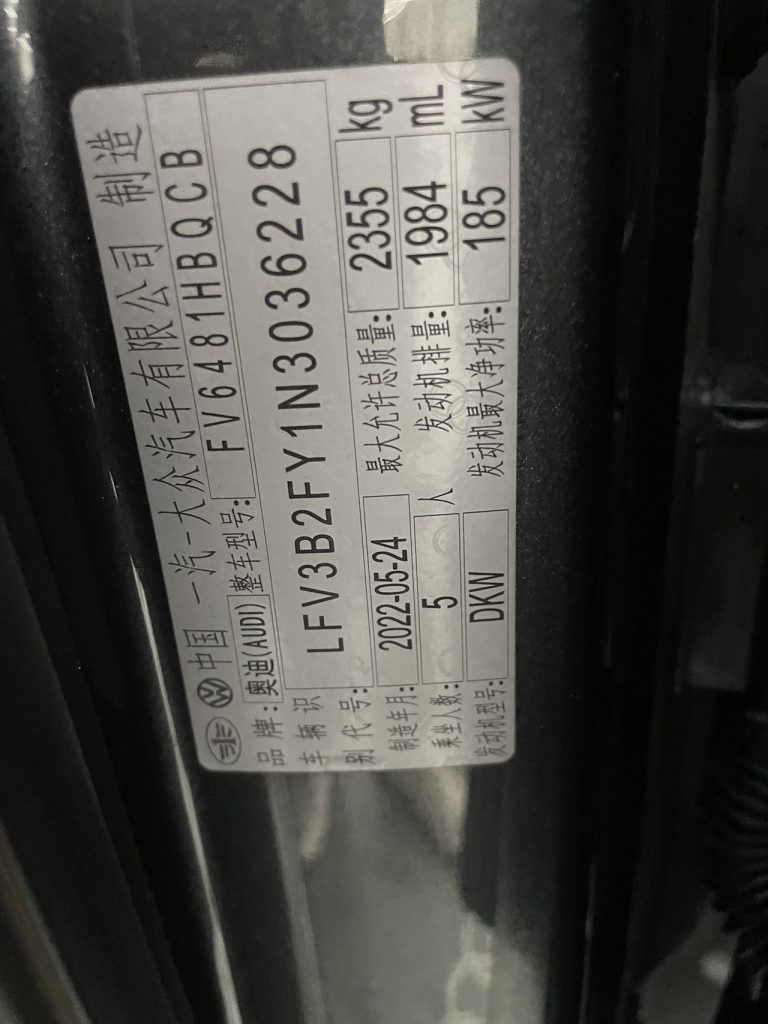 中国 一汽-大众汽车有限公司 制造
品牌: 奥迪(AUDI) 整车型号: FV6481HBQCB
车辆识别代号: LFV3B2FY1N3036228
制造年月: 2022-05-24 最大允许总质量: 2355 kg
乘坐人数: 5 人 发动机排量: 1984 mL
发动机型号: DKW 发动机最大净功率: 185 kW